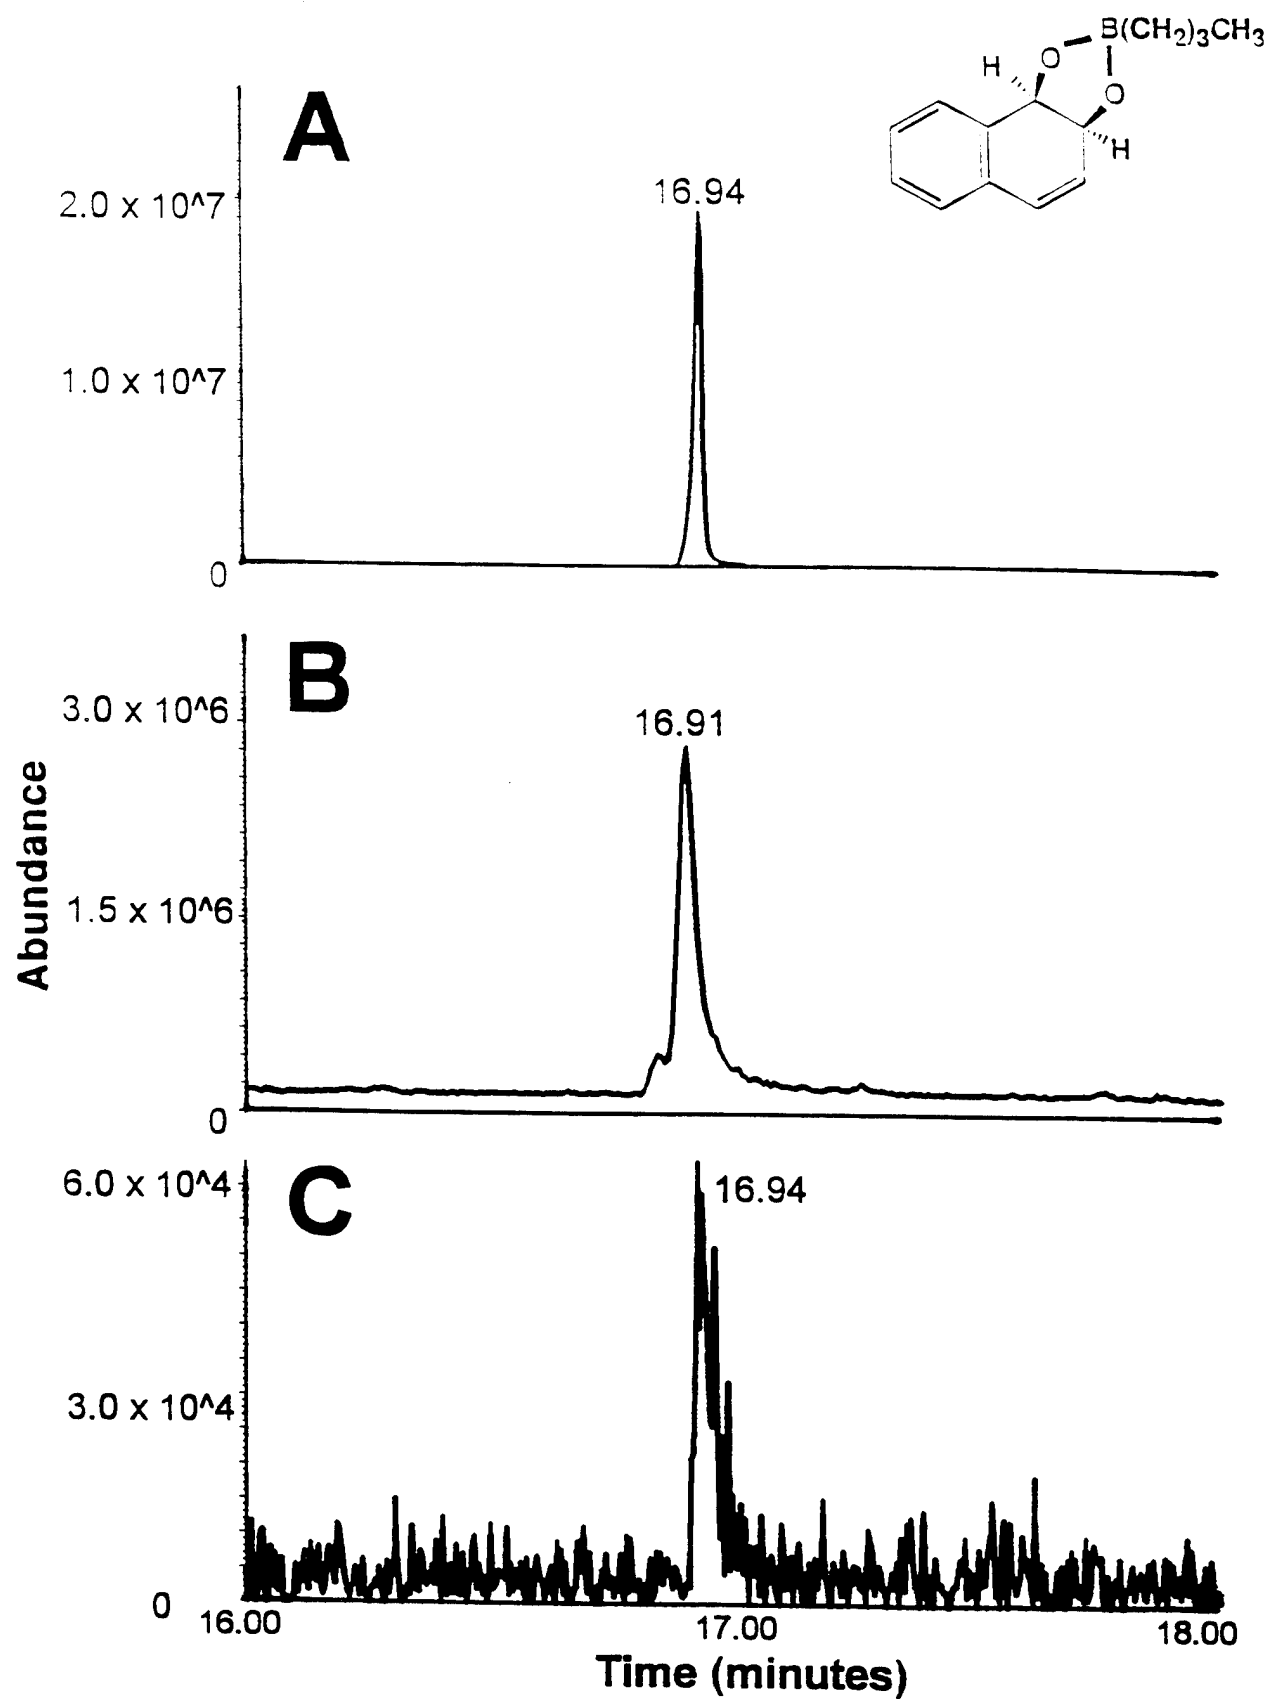 B(CH2)3CH3
O
H
O
H
A
16.94
2.0 x 10^7
1.0 x 10^7
0
B
3.0 x 10^6
16.91
1.5 x 10^6
0
Abundance
C
6.0 x 10^4
16.94
3.0 x 10^4
0
16.00 17.00 18.00
Time (minutes)